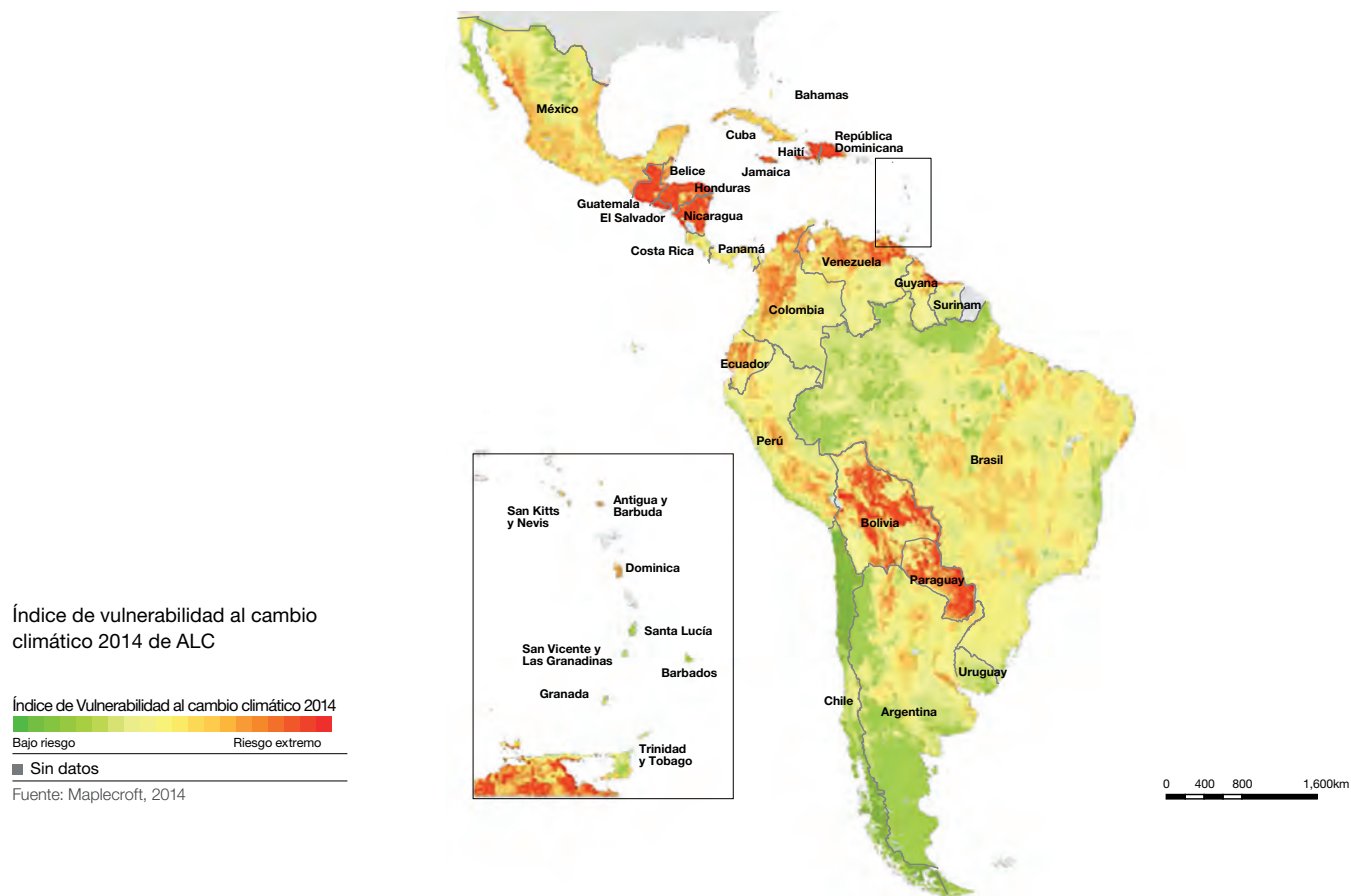 Bahamas
México
Cuba
República
Dominicana
Haití
Jamaica
Belice
Honduras
Guatemala
El Salvador
Nicaragua
Costa Rica
Panamá
Venezuela
Guyana
Surinam
Colombia
Ecuador
Perú
Brasil
Bolivia
Paraguay
Uruguay
Chile
Argentina
San Kitts
y Nevis
Antigua y
Barbuda
Dominica
Santa Lucía
San Vicente y
Las Granadinas
Barbados
Granada
Trinidad
y Tobago
Índice de vulnerabilidad al cambio
climático 2014 de ALC
Índice de Vulnerabilidad al cambio climático 2014
Bajo riesgo Riesgo extremo
Sin datos
Fuente: Maplecroft, 2014
0 400 800 1,600km